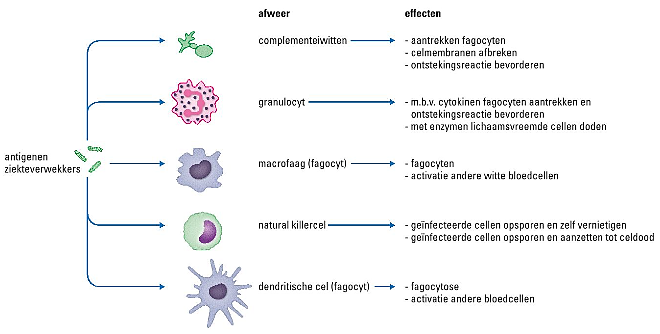 afweer effecten
complementeiwitten - aantrekken fagocyten
- celmembranen afbreken
- ontstekingsreactie bevorderen
granulocyt - m.b.v. cytokinen fagocyten aantrekken en
ontstekingsreactie bevorderen
- met enzymen lichaamsvreemde cellen doden
antigenen
ziekteverwekkers
macrofaag (fagocyt) - fagocyten
- activatie andere witte bloedcellen
natural killercel - geïnfecteerde cellen opsporen en zelf vernietigen
- geïnfecteerde cellen opsporen en aanzetten tot celdood
dendritische cel (fagocyt) - fagocytose
- activatie andere bloedcellen